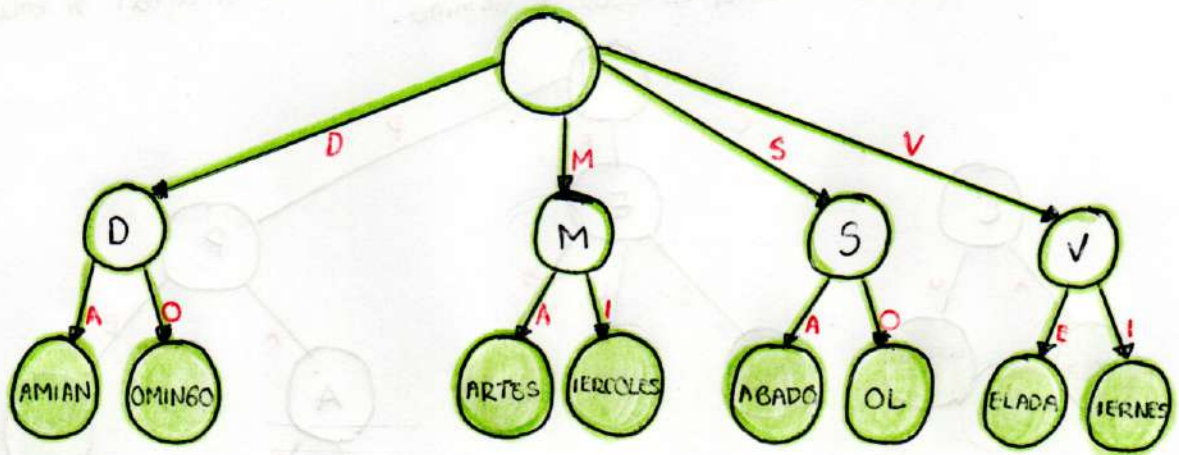 D M S V
D M S V
A O A I A O E I
AMIAN OMINGO ARTES IERCOLES ABADO OL ELADA IERNES